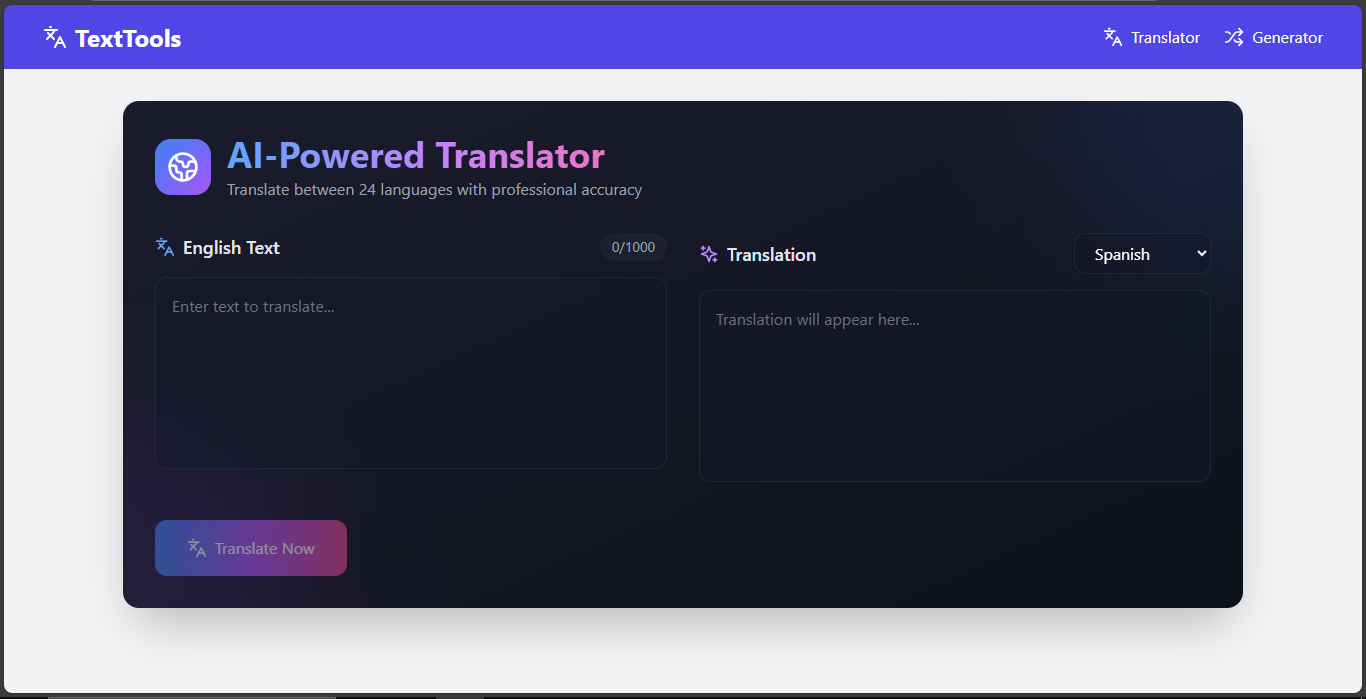 TextTools
Translator
Generator
AI-Powered Translator
Translate between 24 languages with professional accuracy
English Text
0/1000
Enter text to translate...
Translation
Spanish
Translation will appear here...
Translate Now